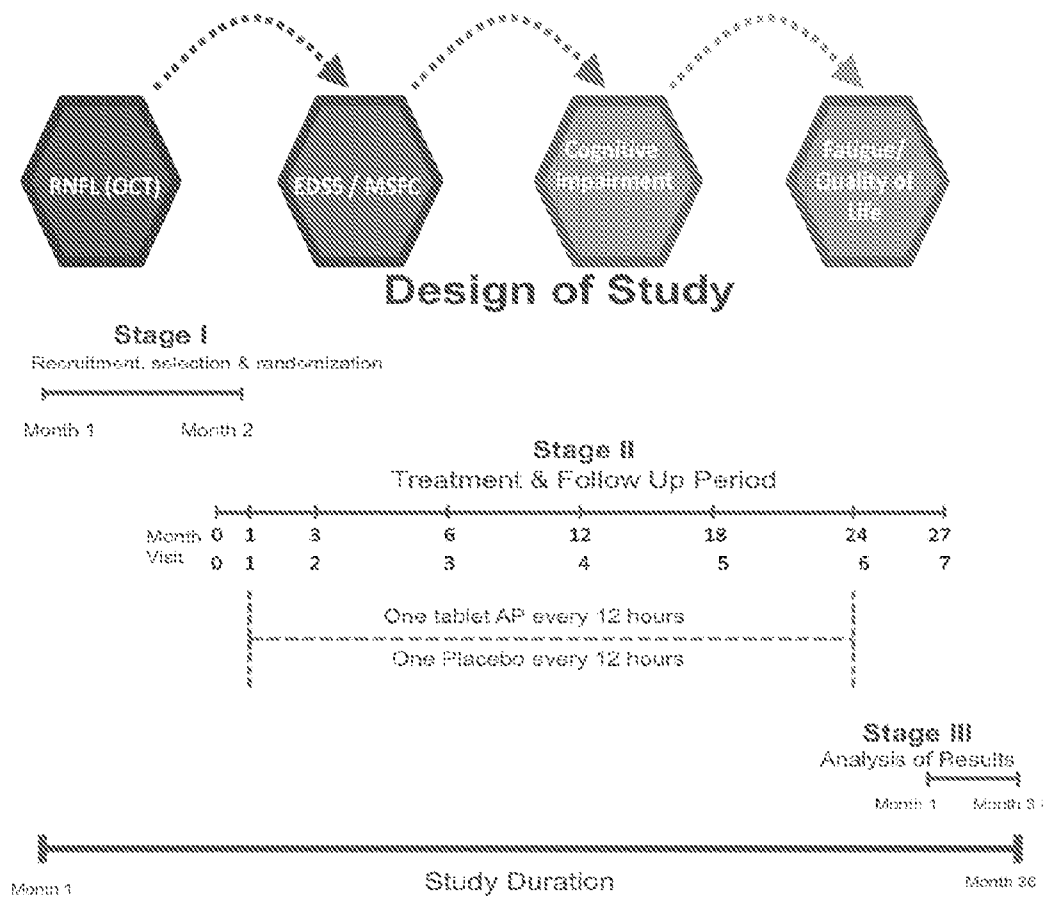 RNFL (OCT)
EDSS / MSFC
Cognitive
Impairment
Fatigue/
Quality of
Life
Design of Study
Stage I
Recruitment, selection & randomization
Month 1 Month 2
Stage II
Treatment & Follow Up Period
Month 0 1 3 6 12 18 24 27
Visit 0 1 2 3 4 5 6 7
One tablet AP every 12 hours
One Placebo every 12 hours
Stage III
Analysis of Results
Month 1 Month 3
Month 1 Study Duration Month 36